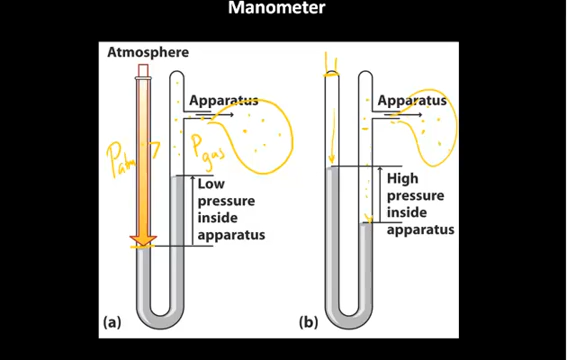 Manometer
Atmosphere
Apparatus
Patm
Pgas
Low
pressure
inside
apparatus
(a)
Apparatus
High
pressure
inside
apparatus
(b)